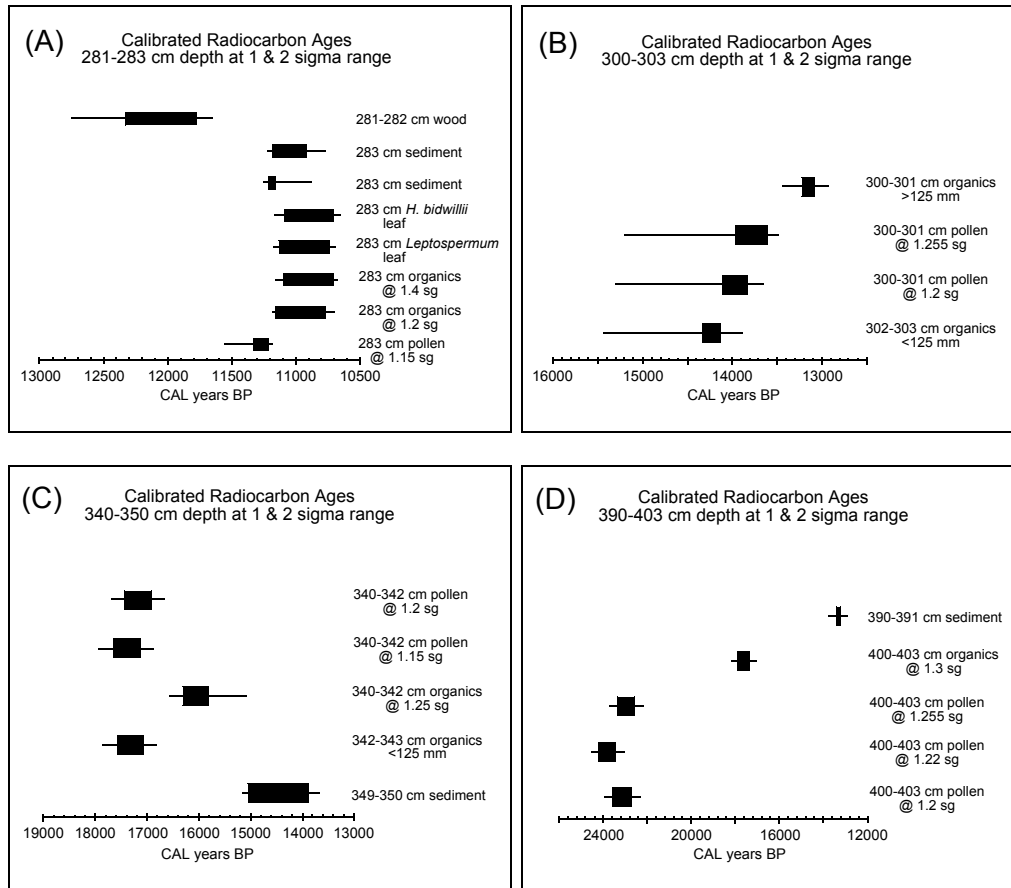 (A)
Calibrated Radiocarbon Ages
281-283 cm depth at 1 & 2 sigma range
281-282 cm wood
283 cm sediment
283 cm sediment
283 cm H. bidwillii
leaf
283 cm Leptospermum
leaf
283 cm organics
@ 1.4 sg
283 cm organics
@ 1.2 sg
283 cm pollen
@ 1.15 sg
13000 12500 12000 11500 11000 10500
CAL years BP
(B)
Calibrated Radiocarbon Ages
300-303 cm depth at 1 & 2 sigma range
300-301 cm organics
>125 mm
300-301 cm pollen
@ 1.255 sg
300-301 cm pollen
@ 1.2 sg
302-303 cm organics
<125 mm
16000 15000 14000 13000
CAL years BP
(C)
Calibrated Radiocarbon Ages
340-350 cm depth at 1 & 2 sigma range
340-342 cm pollen
@ 1.2 sg
340-342 cm pollen
@ 1.15 sg
340-342 cm organics
@ 1.25 sg
342-343 cm organics
<125 mm
349-350 cm sediment
19000 18000 17000 16000 15000 14000 13000
CAL years BP
(D)
Calibrated Radiocarbon Ages
390-403 cm depth at 1 & 2 sigma range
390-391 cm sediment
400-403 cm organics
@ 1.3 sg
400-403 cm pollen
@ 1.255 sg
400-403 cm pollen
@ 1.22 sg
400-403 cm pollen
@ 1.2 sg
24000 20000 16000 12000
CAL years BP